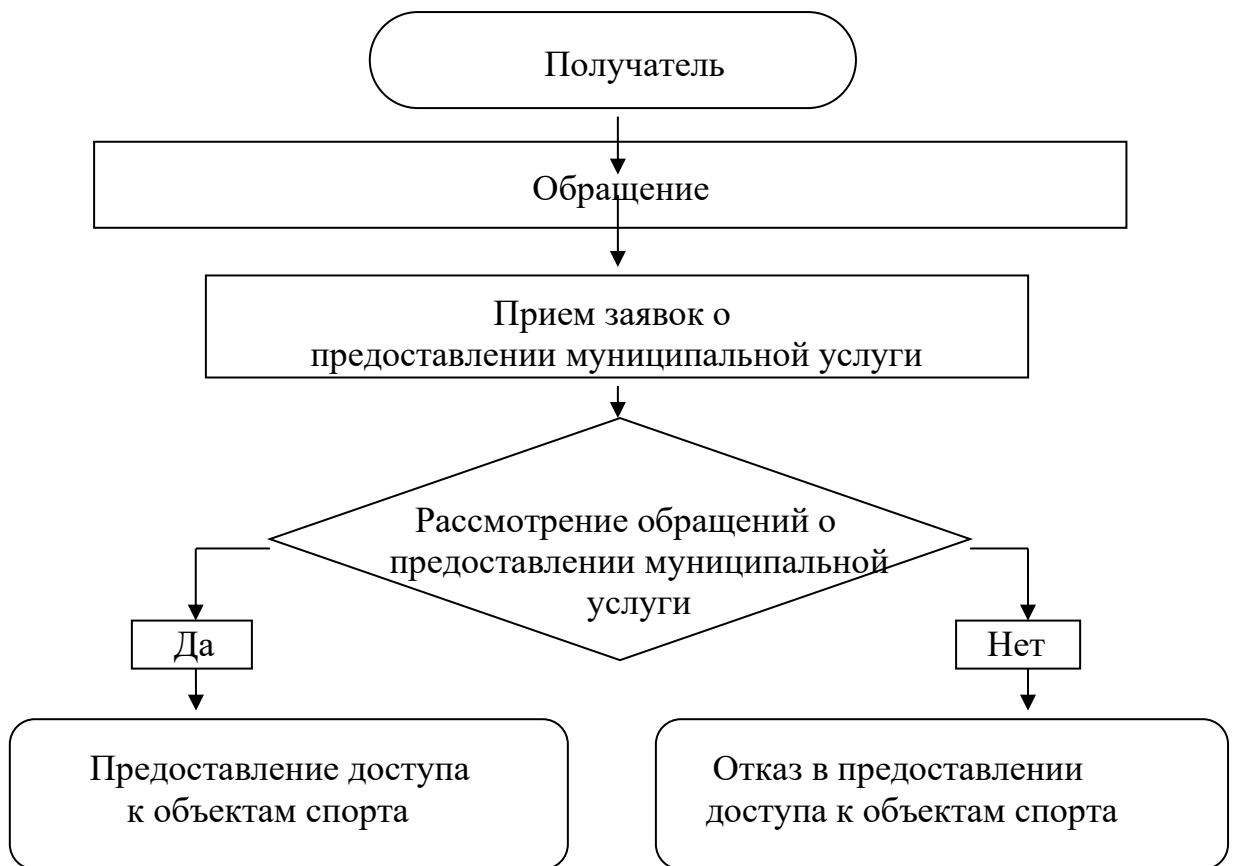 Получатель
Обращение
Прием заявок о
предоставлении муниципальной услуги
Рассмотрение обращений о
предоставлении муниципальной
услуги
Да
Нет
Предоставление доступа
к объектам спорта
Отказ в предоставлении
доступа к объектам спорта